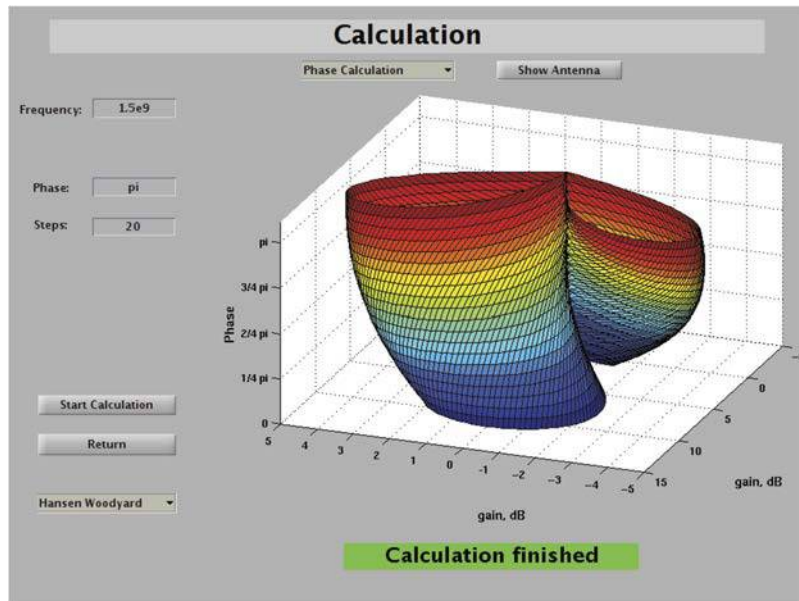 Calculation
Phase Calculation
Show Antenna
Frequency: 1.5e9
Phase: pi
Steps: 20
Start Calculation
Return
Hansen Woodyard
Phase
pi
3/4 pi
2/4 pi
1/4 pi
0
5 4 3 2 1 0 -1 -2 -3 -4 -5
gain, dB
15 10 5 0
gain, dB
Calculation finished